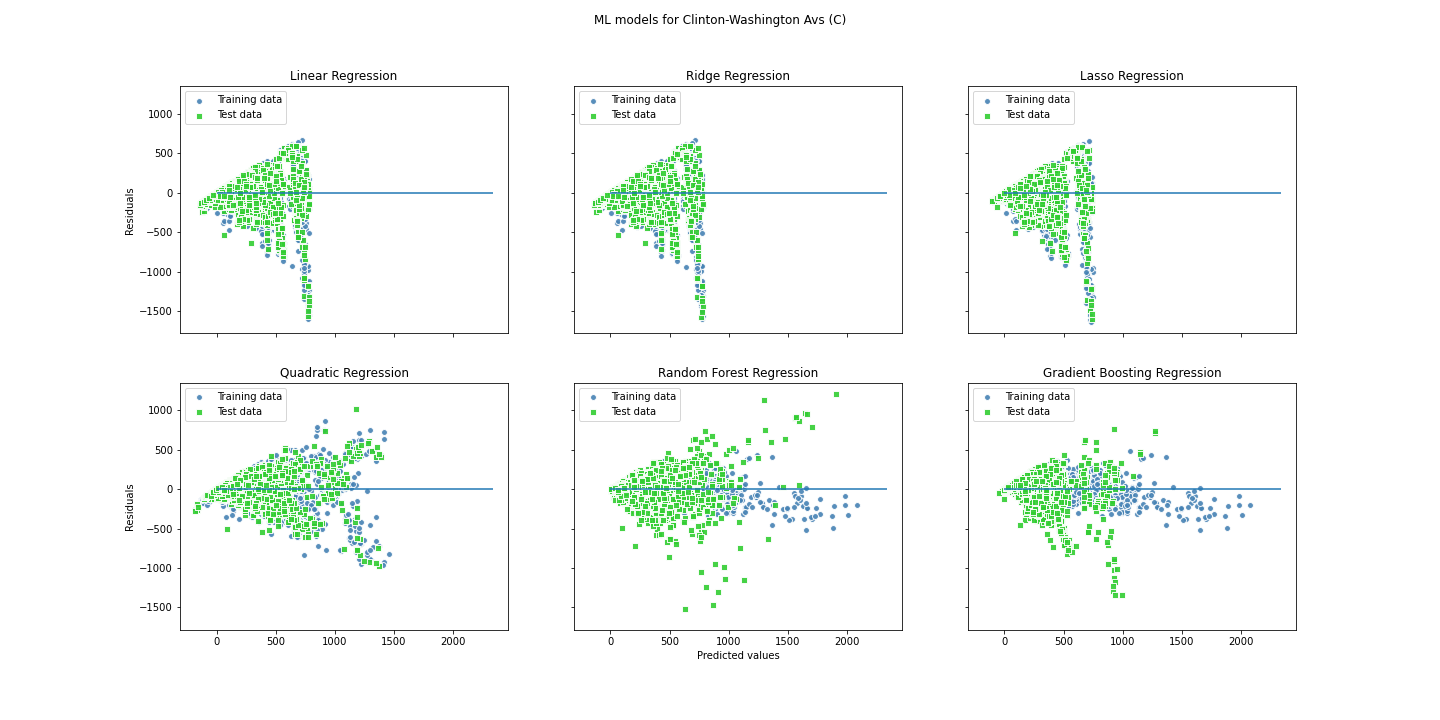 ML models for Clinton-Washington Avs (C)
Linear Regression
Training data
Test data
1000
500
0
−500
−1000
−1500
Residuals
Ridge Regression
Training data
Test data
Lasso Regression
Training data
Test data
Quadratic Regression
Training data
Test data
1000
500
0
−500
−1000
−1500
Residuals
0 500 1000 1500 2000
Random Forest Regression
Training data
Test data
0 500 1000 1500 2000
Predicted values
Gradient Boosting Regression
Training data
Test data
0 500 1000 1500 2000